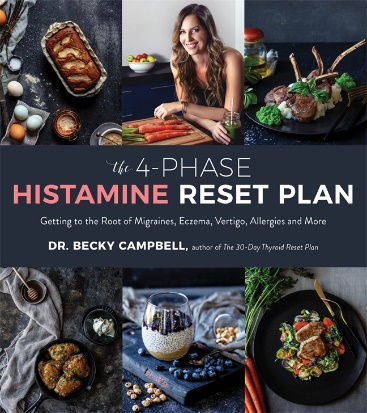 the 4-PHASE
HISTAMINE RESET PLAN
Getting to the Root of Migraines, Eczema, Vertigo, Allergies and More
DR. BECKY CAMPBELL, author of The 30-Day Thyroid Reset Plan